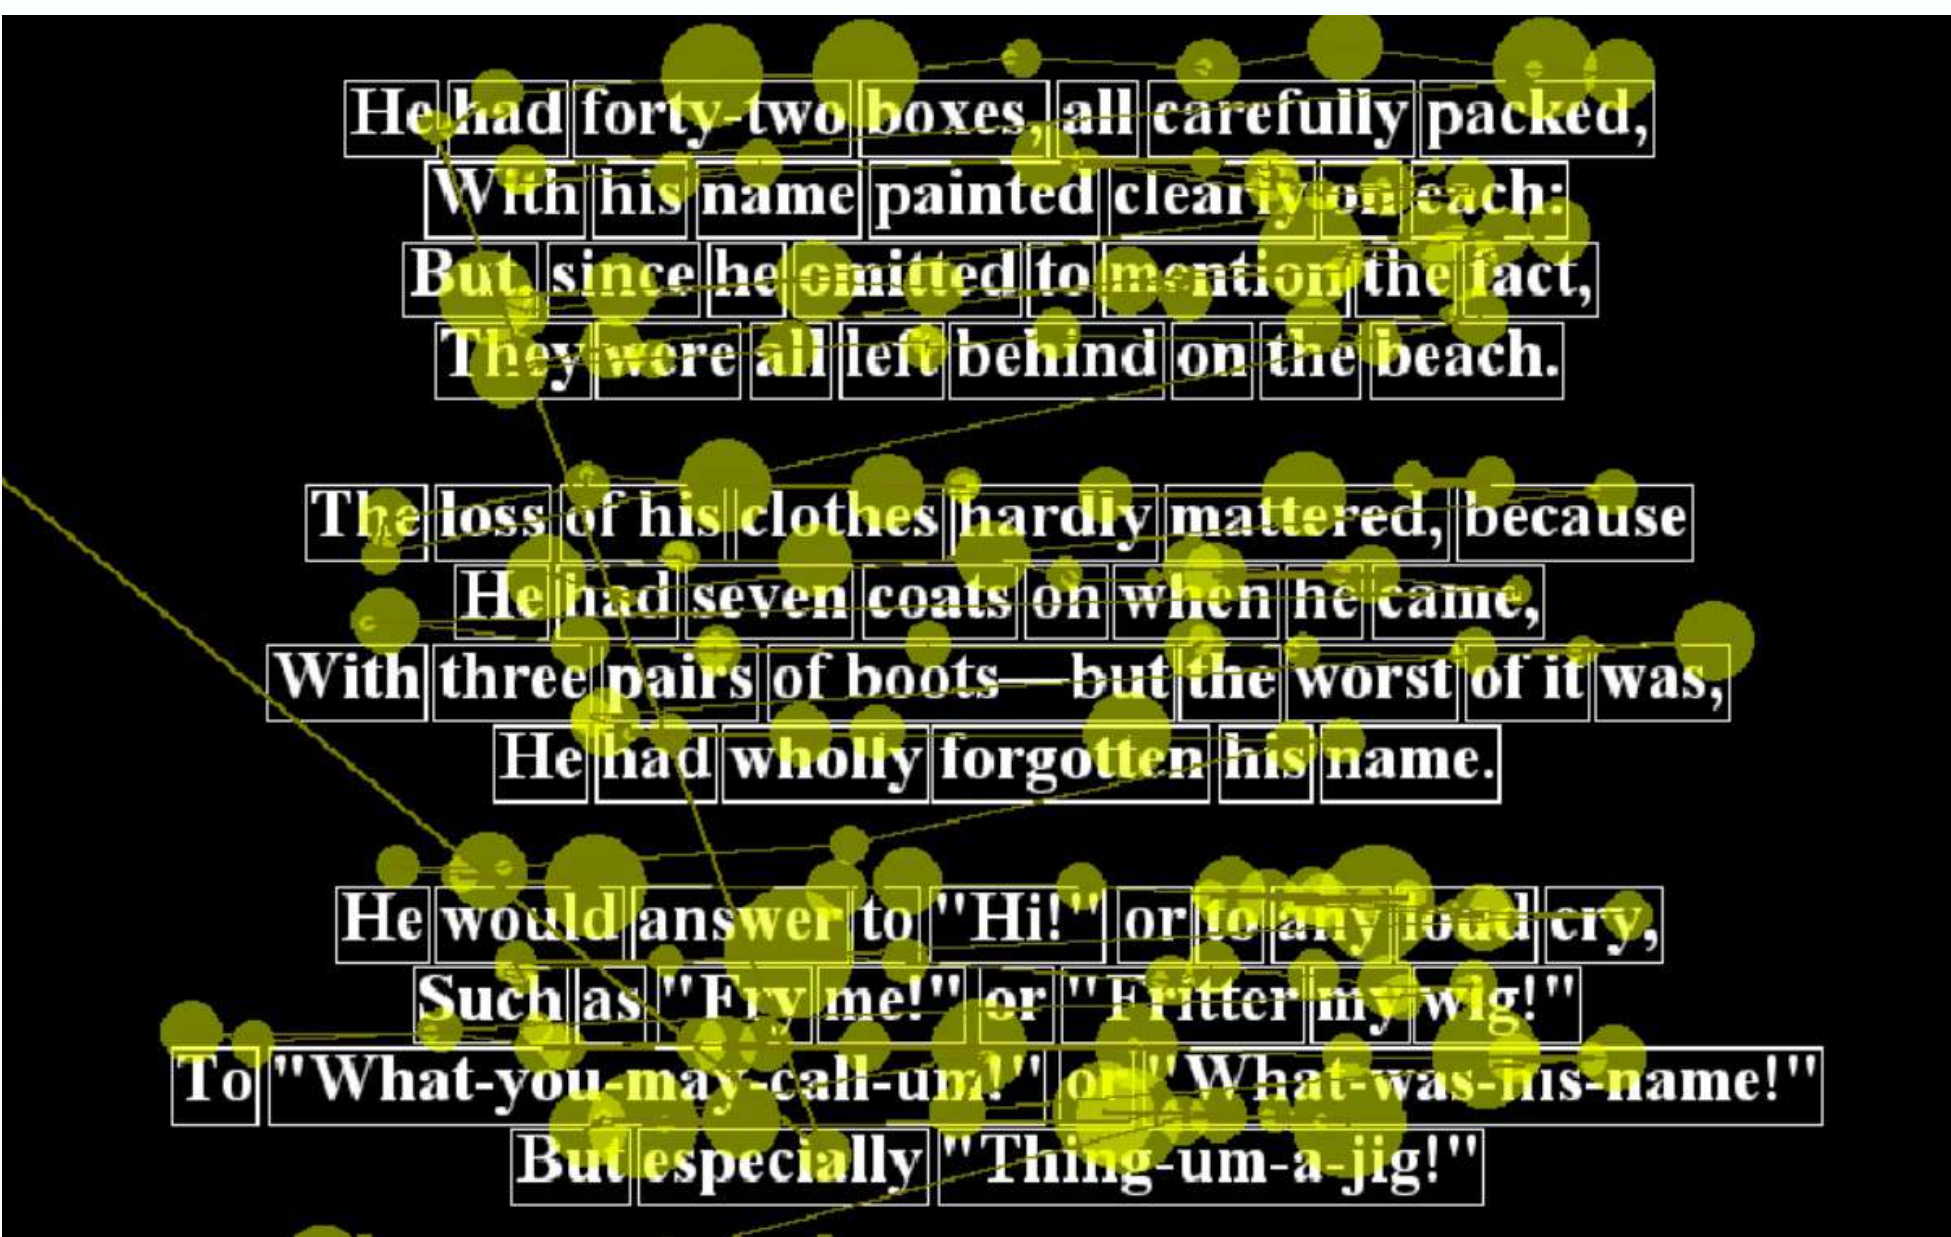 He had forty-two boxes, all carefully packed,
With his name painted clearly on each:
But since he omitted to mention the fact,
They were all left behind on the beach.
The loss of his clothes hardly mattered, because
He had seven coats on when he came,
With three pairs of boots—but the worst of it was,
He had wholly forgotten his name.
He would answer to "Hi!" or to any loud cry,
Such as "Fry me!" or "Fritter my wig!"
To "What-you-may-call-um!" or "What-was-his-name!"
But especially "Thing-um-a-jig!"